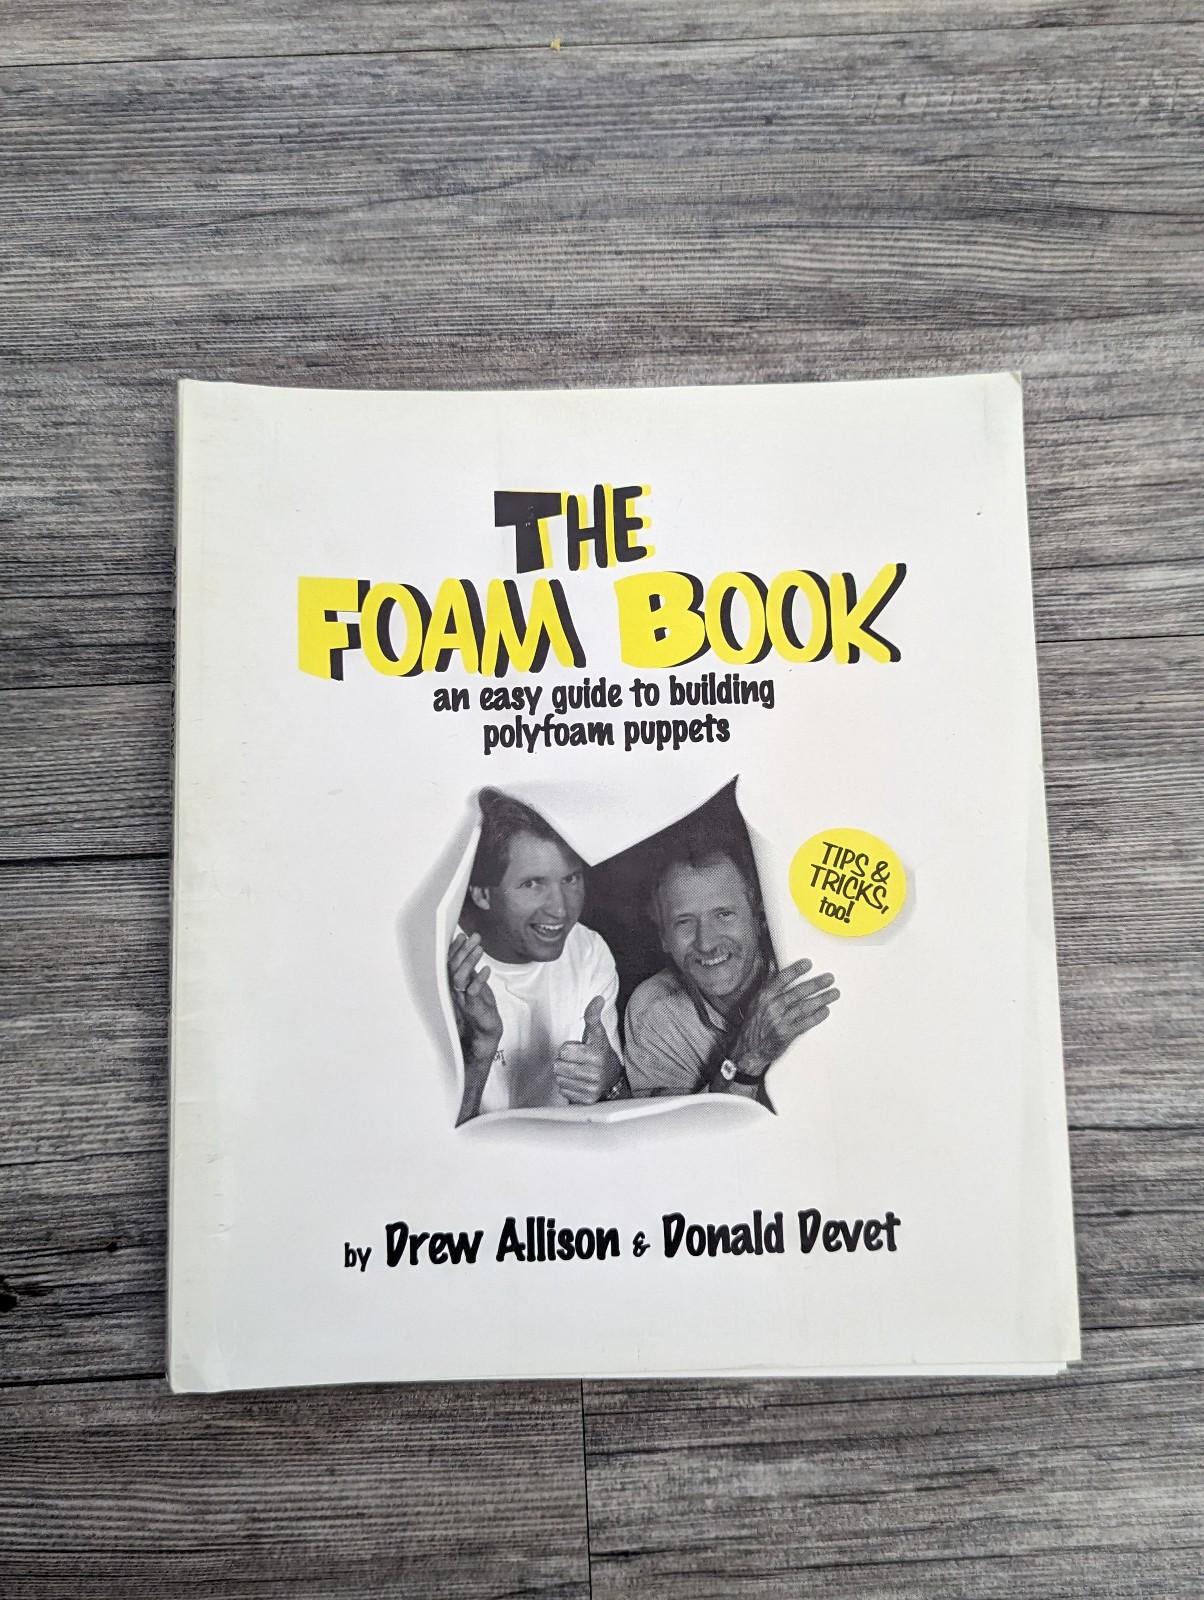 THE
FOAM BOOK
an easy guide to building
polyfoam puppets
TIPS &
TRICKS,
too!
by Drew Allison & Donald Devet